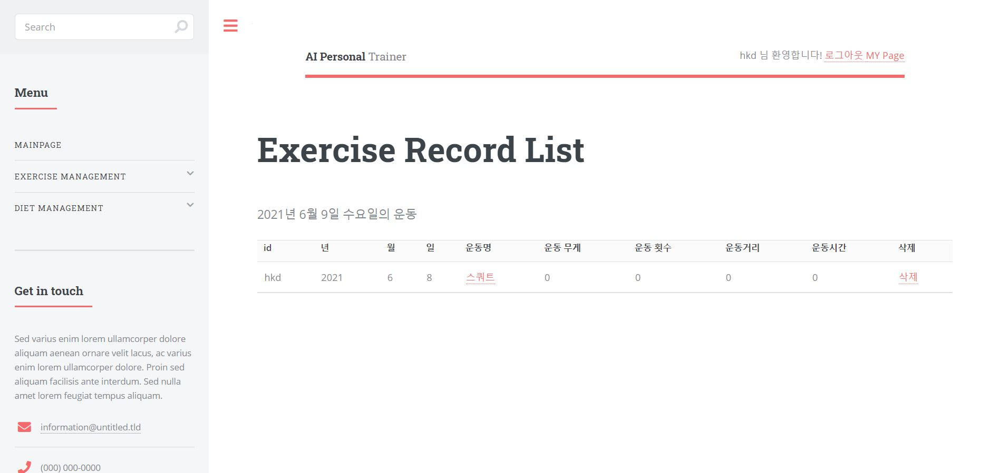 Search
Menu
MAINPAGE
EXERCISE MANAGEMENT
DIET MANAGEMENT
Get in touch
Sed varius enim lorem ullamcorper dolore
aliquam aenean ornare velit lacus, ac varius
enim lorem ullamcorper dolore. Proin sed
aliquam facilisis ante interdum. Sed nulla
amet lorem feugiat tempus aliquam.
information@untitled.tld
(000) 000-0000
AI Personal Trainer
hkd 님 환영합니다! 로그아웃 MY Page
Exercise Record List
2021년 6월 9일 수요일의 운동
id 년 월 일 운동명 운동 무게 운동 횟수 운동거리 운동시간 삭제
hkd 2021 6 8 스쿼트 0 0 0 0 삭제